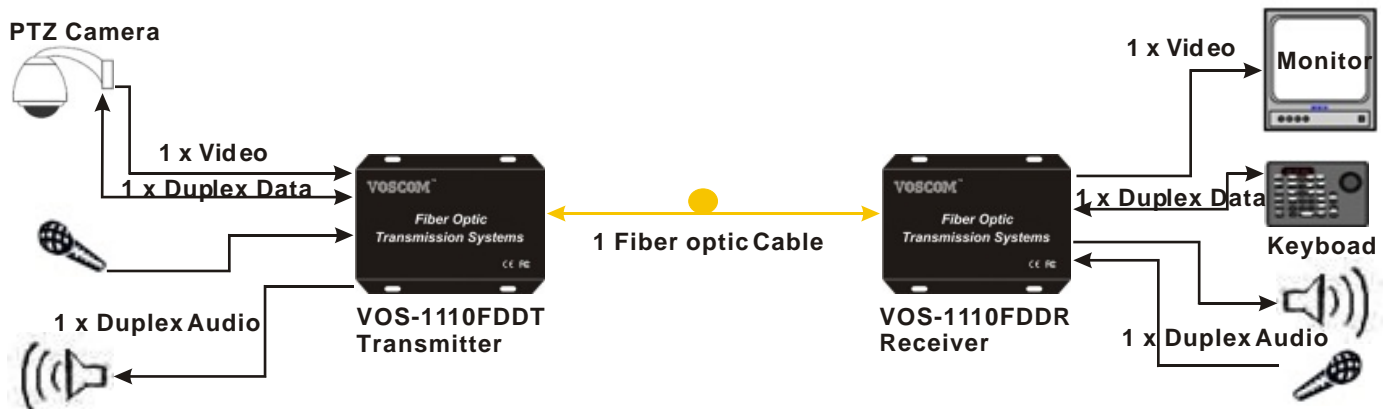 PTZ Camera
1 x Video
1 x Duplex Data
1 x Duplex Audio
VOSCOM™
Fiber Optic
Transmission Systems
CE FC
VOS-1110FDDT
Transmitter
1 Fiber optic Cable
VOSCOM™
Fiber Optic
Transmission Systems
CE FC
VOS-1110FDDR
Receiver
1 x Video
Monitor
1 x Duplex Data
Keyboad
1 x Duplex Audio